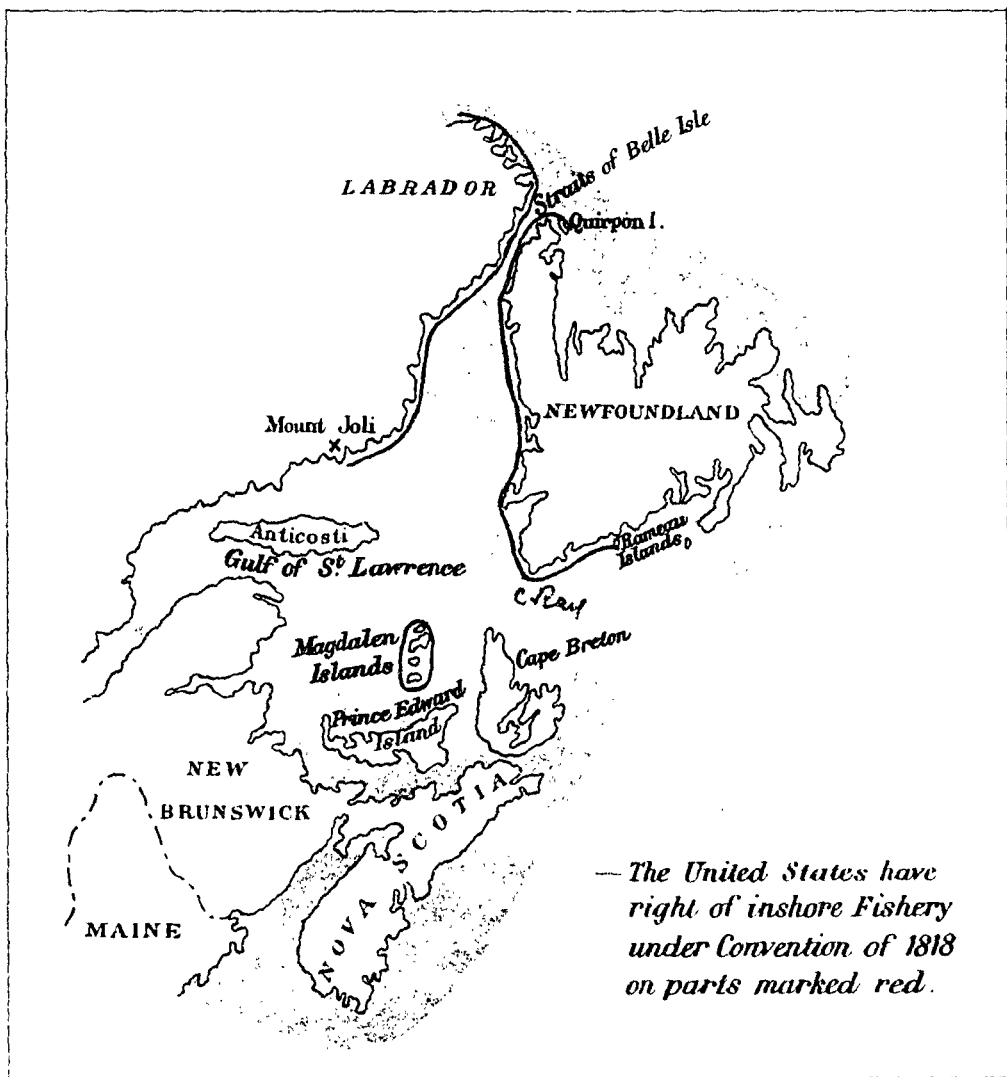 LABRADOR
Straits of Belle Isle
Quirpon I.
NEWFOUNDLAND
Mount Joli
Anticosti
Gulf of St. Lawrence
Rameau
Islands
C Ray
Magdalen
Islands
Cape Breton
Prince Edward
Island
NEW
BRUNSWICK
NOVA SCOTIA
MAINE
— The United States have
right of inshore Fishery
under Convention of 1818
on parts marked red.